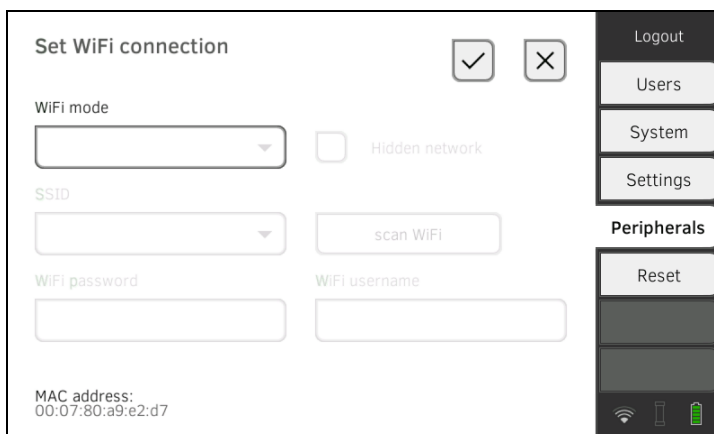 Set WiFi connection
WiFi mode
Hidden network
SSID
scan WiFi
WiFi password
WiFi username
MAC address:
00:07:80:a9:e2:d7
Logout
Users
System
Settings
Peripherals
Reset